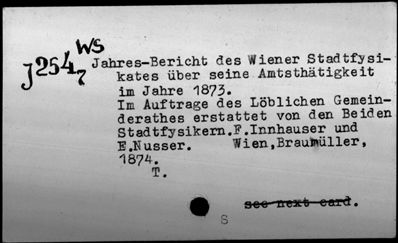 WS
J254
7
Jahres-Bericht des Wiener Stadtfysi-
kates über seine Amtsthätigkeit
im Jahre 1873.
Im Auftrage des Löblichen Gemein-
derathes erstattet von den Beiden
Stadtfysikern.F.Innhauser und
E.Nusser. Wien,Braumüller,
1874.
T.
see next card.
S